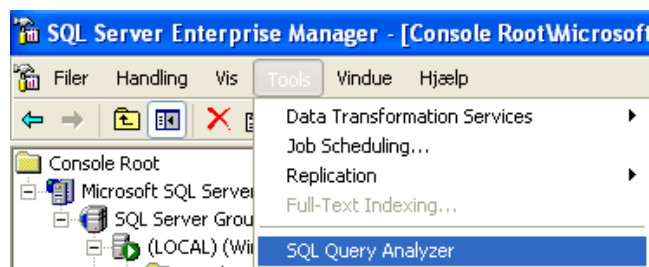 SQL Server Enterprise Manager - [Console Root\Microsoft
Filer Handling Vis Tools Vindue Hjælp
Data Transformation Services
Job Scheduling...
Replication
Full-Text Indexing...
SQL Query Analyzer
Console Root
Microsoft SQL Server
SQL Server Grou
(LOCAL) (Wi